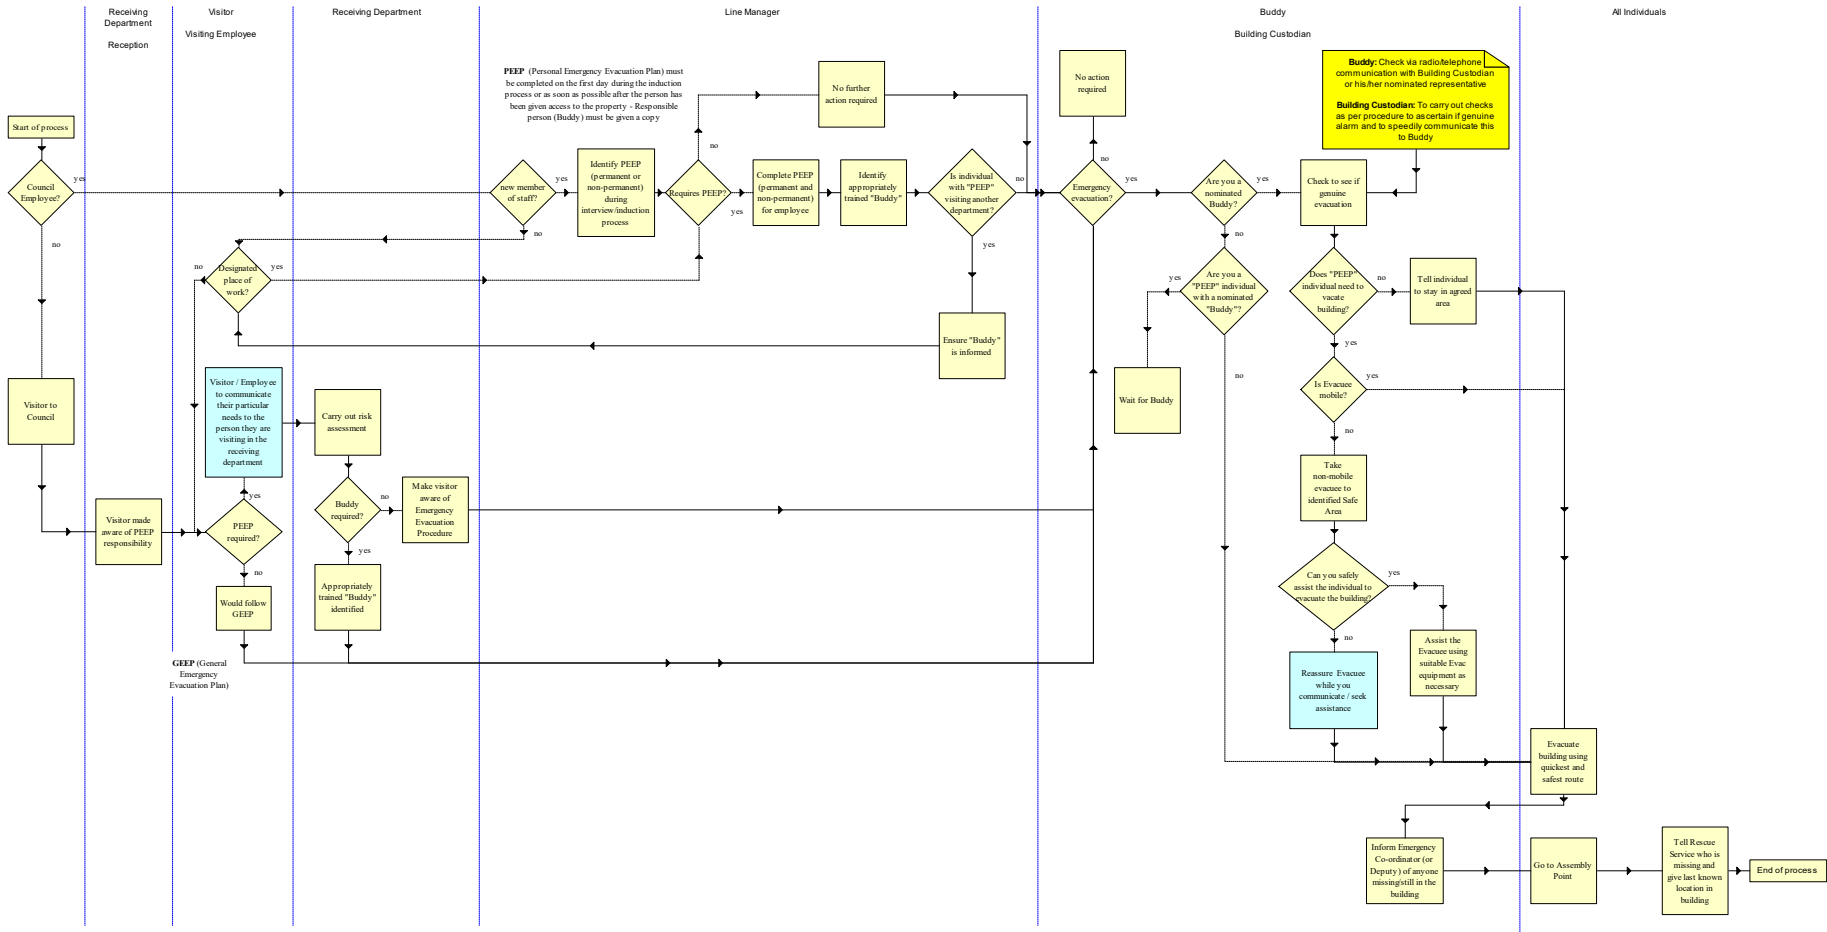 Receiving
Department
Reception
Visitor
Visiting Employee
Receiving Department
Line Manager
Buddy
Building Custodian
All Individuals
Start of process
Council
Employee?
yes
no
Visitor to
Council
Visitor made
aware of PEEP
responsibility
Designated
place of
work?
no
yes
Visitor / Employee
to communicate
their particular
needs to the
person they are
visiting in the
receiving
department
yes
PEEP
required?
no
Would follow
GEEP
GEEP (General
Emergency
Evacuation Plan)
Carry out risk
assessment
Buddy
required?
no
yes
Make visitor
aware of
Emergency
Evacuation
Procedure
Appropriately
trained "Buddy"
identified
PEEP (Personal Emergency Evacuation Plan) must
be completed on the first day during the induction
process or as soon as possible after the person has
been given access to the property - Responsible
person (Buddy) must be given a copy
new member
of staff?
yes
no
Identify PEEP
(permanent or
non-permanent)
during
interview/induction
process
Requires PEEP?
no
yes
No further
action required
Complete PEEP
(permanent and
non-permanent)
for employee
Identify
appropriately
trained "Buddy"
Is individual
with "PEEP"
visiting another
department?
no
yes
Ensure "Buddy"
is informed
No action
required
no
Emergency
evacuation?
yes
Are you a
nominated
Buddy?
yes
no
Are you a
"PEEP" individual
with a nominated
"Buddy"?
yes
no
Wait for Buddy
Buddy: Check via radio/telephone
communication with Building Custodian
or his/her nominated representative
Building Custodian: To carry out checks
as per procedure to ascertain if genuine
alarm and to speedily communicate this
to Buddy
Check to see if
genuine
evacuation
Does "PEEP"
individual need to
vacate
building?
no
yes
Tell individual
to stay in agreed
area
Is Evacuee
mobile?
yes
no
Take
non-mobile
evacuee to
identified Safe
Area
Can you safely
assist the individual to
evacuate the building?
yes
no
Reassure Evacuee
while you
communicate / seek
assistance
Assist the
Evacuee using
suitable Evac
equipment as
necessary
Evacuate
building using
quickest and
safest route
Inform Emergency
Co-ordinator (or
Deputy) of anyone
missing/still in the
building
Go to Assembly
Point
Tell Rescue
Service who is
missing and
give last known
location in
building
End of process